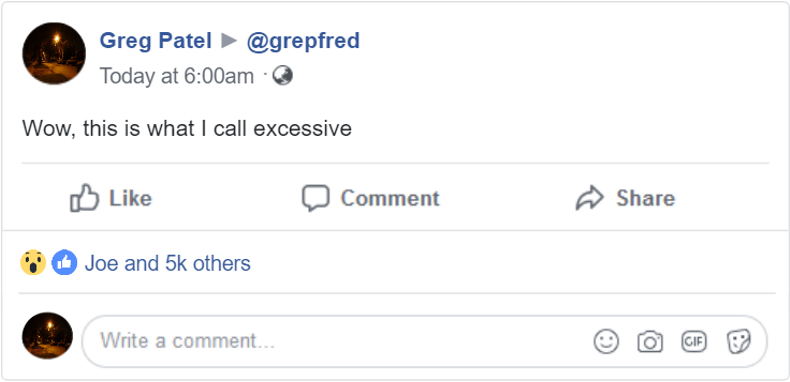 Greg Patel ▶ @grepfred
Today at 6:00am ·
Wow, this is what I call excessive
Like Comment Share
Joe and 5k others
Write a comment... GIF